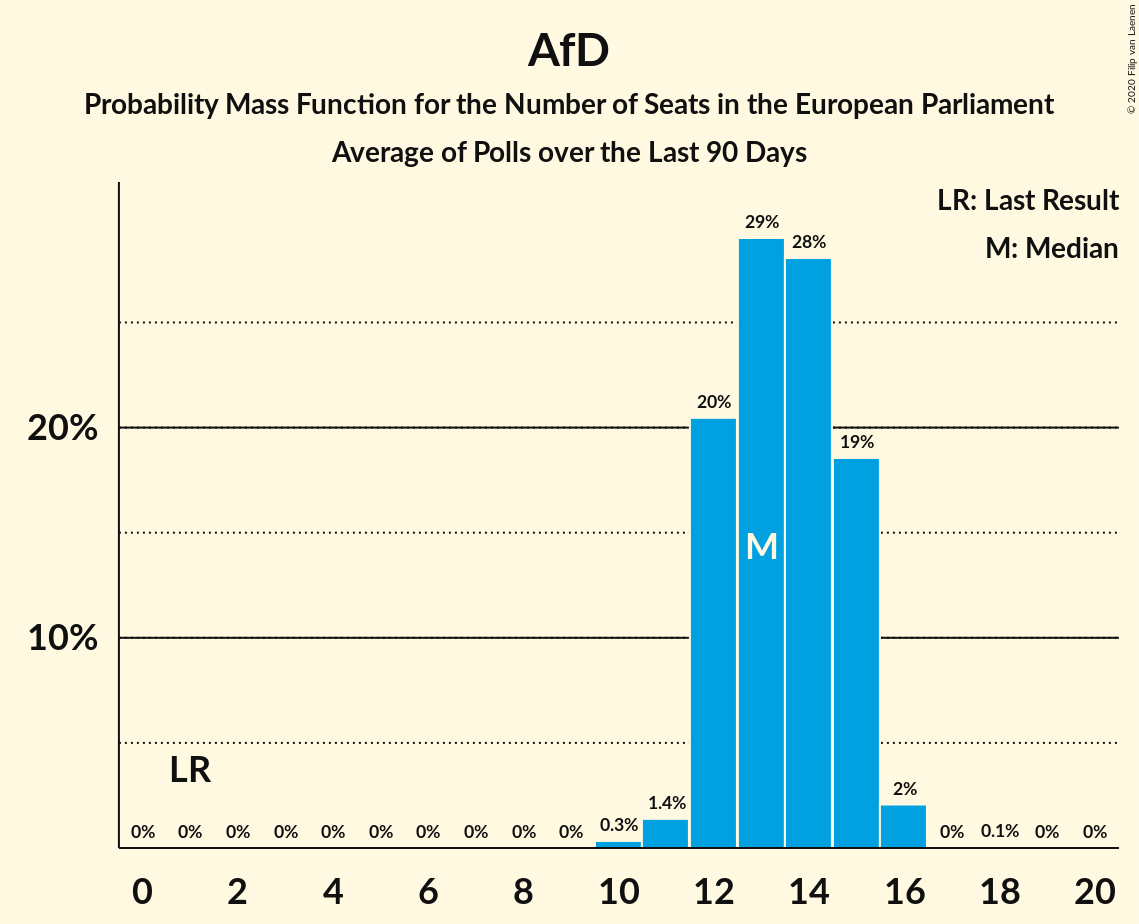 AfD
Probability Mass Function for the Number of Seats in the European Parliament
Average of Polls over the Last 90 Days
© 2020 Filip van Laenen
LR: Last Result
M: Median
29%
28%
20%
20%
19%
M
10%
LR
0% 0% 0% 0% 0% 0% 0% 0% 0% 0% 0.3% 1.4% 2% 0% 0.1% 0% 0%
0 2 4 6 8 10 12 14 16 18 20